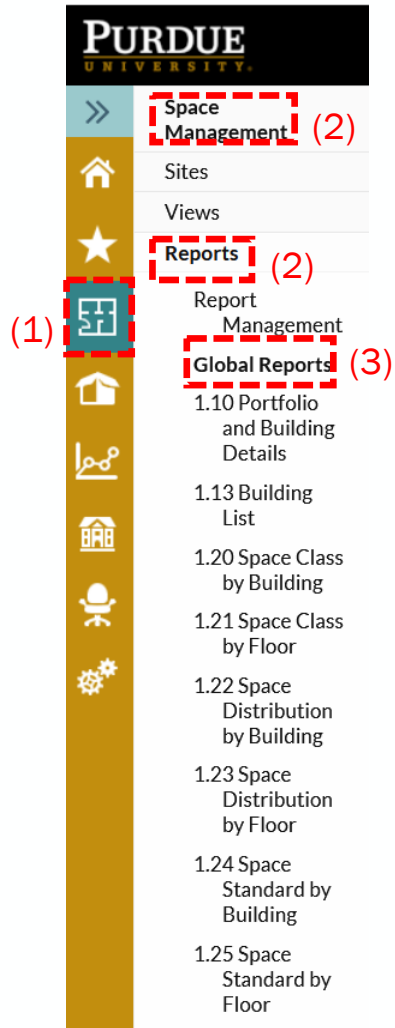 PURDUE
UNIVERSITY®
Space
Management
(2)
Sites
Views
Reports
(2)
(1)
Report
Management
Global Reports
(3)
1.10 Portfolio
and Building
Details
1.13 Building
List
1.20 Space Class
by Building
1.21 Space Class
by Floor
1.22 Space
Distribution
by Building
1.23 Space
Distribution
by Floor
1.24 Space
Standard by
Building
1.25 Space
Standard by
Floor